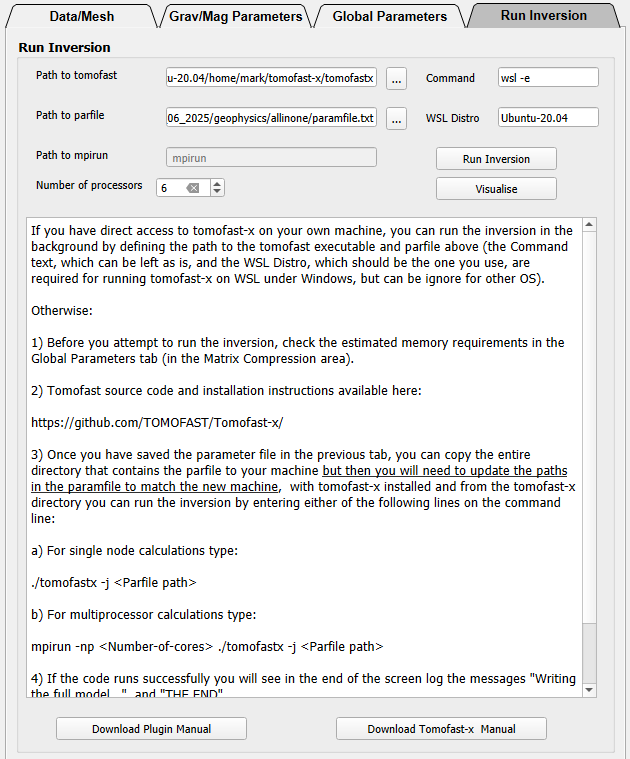 Data/Mesh Grav/Mag Parameters Global Parameters Run Inversion
Run Inversion
Path to tomofast u-20.04/home/mark/tomofast-x/tomofastx ... Command wsl -e
Path to parfile 06_2025/geophysics/allinone/paramfile.txt ... WSL Distro Ubuntu-20.04
Path to mpirun mpirun Run Inversion
Number of processors 6 Visualise
If you have direct access to tomofast-x on your own machine, you can run the inversion in the
background by defining the path to the tomofast executable and parfile above (the Command
text, which can be left as is, and the WSL Distro, which should be the one you use, are
required for running tomofast-x on WSL under Windows, but can be ignore for other OS).
Otherwise:
1) Before you attempt to run the inversion, check the estimated memory requirements in the
Global Parameters tab (in the Matrix Compression area).
2) Tomofast source code and installation instructions available here:
https://github.com/TOMOFAST/Tomofast-x/
3) Once you have saved the parameter file in the previous tab, you can copy the entire
directory that contains the parfile to your machine but then you will need to update the paths
in the paramfile to match the new machine, with tomofast-x installed and from the tomofast-x
directory you can run the inversion by entering either of the following lines on the command
line:
a) For single node calculations type:
./tomofastx -j <Parfile path>
b) For multiprocessor calculations type:
mpirun -np <Number-of-cores> ./tomofastx -j <Parfile path>
4) If the code runs successfully you will see in the end of the screen log the messages "Writing
the full model..." and "THE END"
Download Plugin Manual Download Tomofast-x Manual